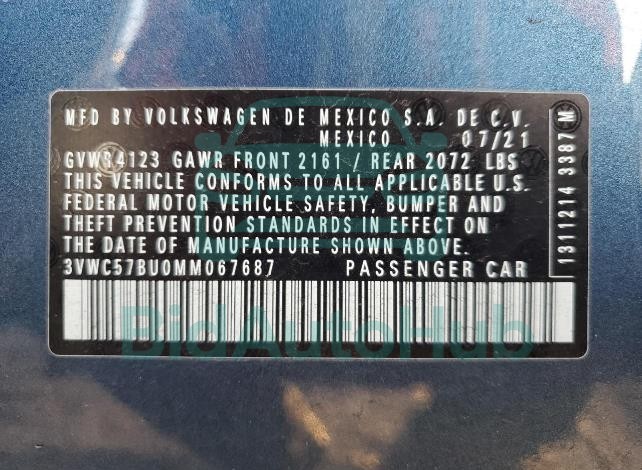 MFD BY VOLKSWAGEN DE MEXICO S.A. DE C.V.
MEXICO 07/21
GVWR4123 GAWR FRONT 2161 / REAR 2072 LBS
THIS VEHICLE CONFORMS TO ALL APPLICABLE U.S.
FEDERAL MOTOR VEHICLE SAFETY, BUMPER AND
THEFT PREVENTION STANDARDS IN EFFECT ON
THE DATE OF MANUFACTURE SHOWN ABOVE.
3VWC57BU0MM067687 PASSENGER CAR
1311214 3387 M
BidAutoHub